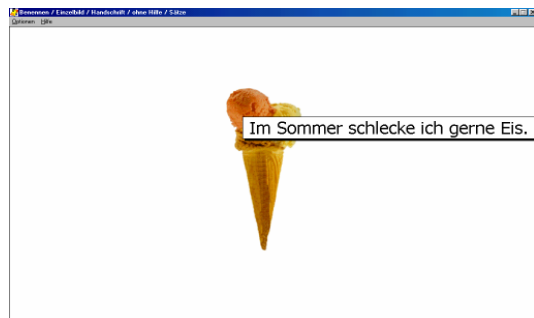 Benennen / Einzelbild / Handschrift / ohne Hilfe / Sätze
Optionen Hilfe
Im Sommer schlecke ich gerne Eis.